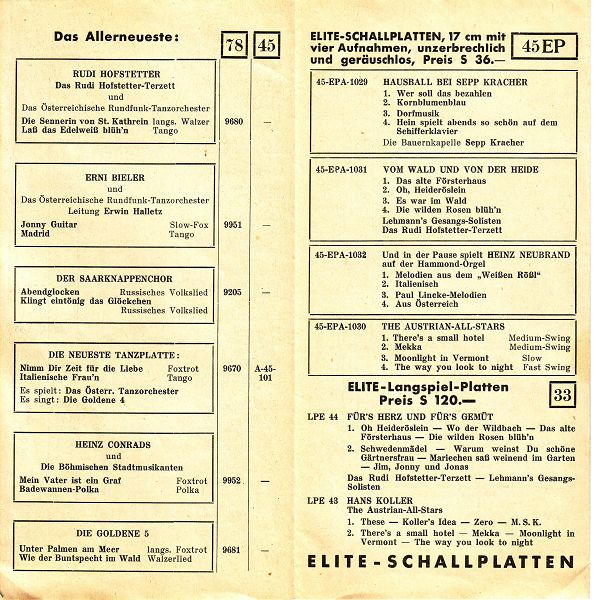 Das Allerneueste:
78
45
RUDI HOFSTETTER
Das Rudi Hofstetter-Terzett
und
Das Österreichische Rundfunk-Tanzorchester
Die Sennerin von St. Kathrein langs. Walzer 9680 —
Laß das Edelweiß blüh'n Tango
ERNI BIELER
und
Das Österreichische Rundfunk-Tanzorchester
Leitung Erwin Halletz
Jonny Guitar Slow-Fox 9951 —
Madrid Tango
DER SAARKNAPPENCHOR
Abendglocken Russisches Volkslied 9205 —
Klingt eintönig das Glöckchen
Russisches Volkslied
DIE NEUESTE TANZPLATTE:
Nimm Dir Zeit für die Liebe Foxtrot 9670 A-45-
Italienische Frau'n Tango 101
Es spielt: Das Österr. Tanzorchester
Es singt: Die Goldene 4
HEINZ CONRADS
und
Die Böhmischen Stadtmusikanten
Mein Vater ist ein Graf Foxtrot 9952 —
Badewannen-Polka Polka
DIE GOLDENE 5
Unter Palmen am Meer langs. Foxtrot 9681 —
Wie der Buntspecht im Wald Walzerlied
ELITE-SCHALLPLATTEN, 17 cm mit
vier Aufnahmen, unzerbrechlich
und geräuschlos, Preis S 36.—
45 EP
45-EPA-1029 HAUSBALL BEI SEPP KRACHER
1. Wer soll das bezahlen
2. Kornblumenblau
3. Dorfmusik
4. Hein spielt abends so schön auf dem
Schifferklavier
Die Bauernkapelle Sepp Kracher
45-EPA-1031 VOM WALD UND VON DER HEIDE
1. Das alte Försterhaus
2. Oh, Heideröslein
3. Es war im Wald
4. Die wilden Rosen blüh'n
Lehmann's Gesangs-Solisten
Das Rudi Hofstetter-Terzett
45-EPA-1032 Und in der Pause spielt HEINZ NEUBRAND
auf der Hammond-Orgel
1. Melodien aus dem „Weißen Rößl"
2. Italienisch
3. Paul Lincke-Melodien
4. Aus Österreich
45-EPA-1030 THE AUSTRIAN-ALL-STARS
1. There's a small hotel Medium-Swing
2. Mekka Medium-Swing
3. Moonlight in Vermont Slow
4. The way you look to night Fast Swing
ELITE-Langspiel-Platten
Preis S 120.—
33
LPE 44 FÜR'S HERZ UND FÜR'S GEMÜT
1. Oh Heideröslein — Wo der Wildbach — Das alte
Försterhaus — Die wilden Rosen blüh'n
2. Schwedenmädel — Warum weinst Du schöne
Gärtnersfrau — Mariechen saß weinend im Garten
— Jim, Jonny und Jonas
Das Rudi Hofstetter-Terzett — Lehmann's Gesangs-
Solisten
LPE 43 HANS KOLLER
The Austrian-All-Stars
1. These — Koller's Idea — Zero — M. S. K.
2. There's a small hotel — Mekka — Moonlight in
Vermont — The way you look to night
ELITE-SCHALLPLATTEN